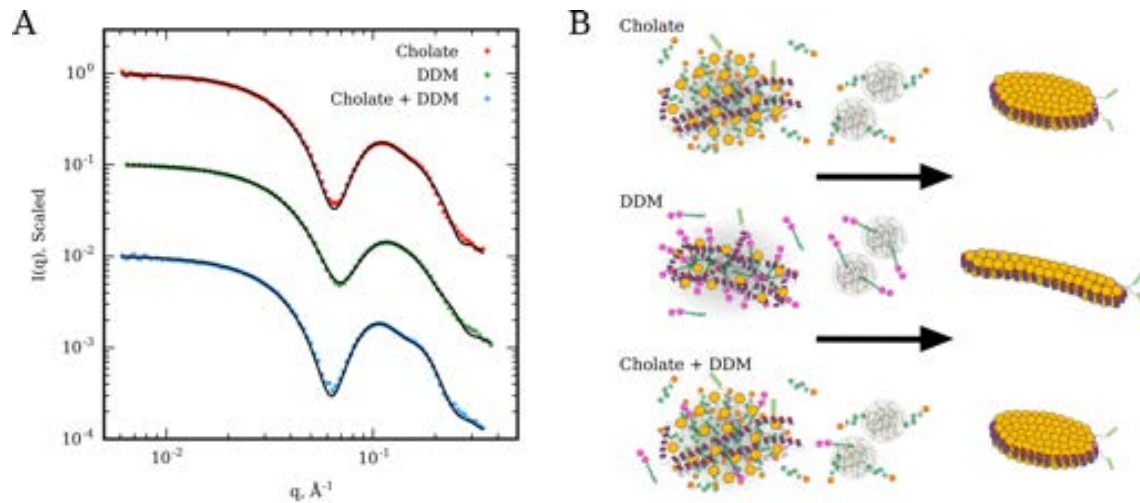 A
B
Cholate
DDM
Cholate + DDM
10⁰
10⁻¹
10⁻²
10⁻³
10⁻⁴
I(q), Scaled
10⁻²
10⁻¹
q, Å⁻¹
Cholate
DDM
Cholate + DDM